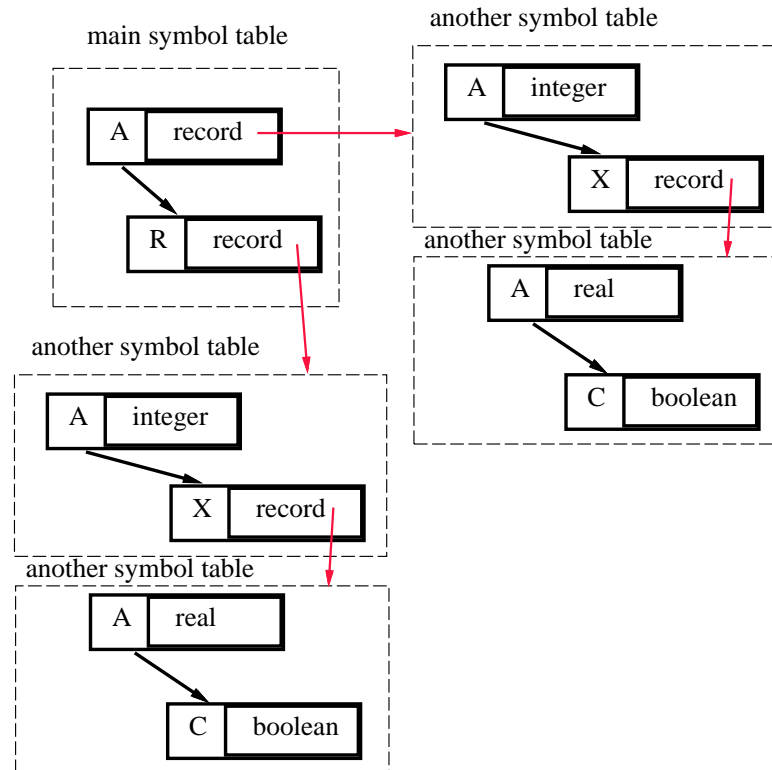 main symbol table
A record
R record
another symbol table
A integer
X record
another symbol table
A real
C boolean
another symbol table
A integer
X record
another symbol table
A real
C boolean